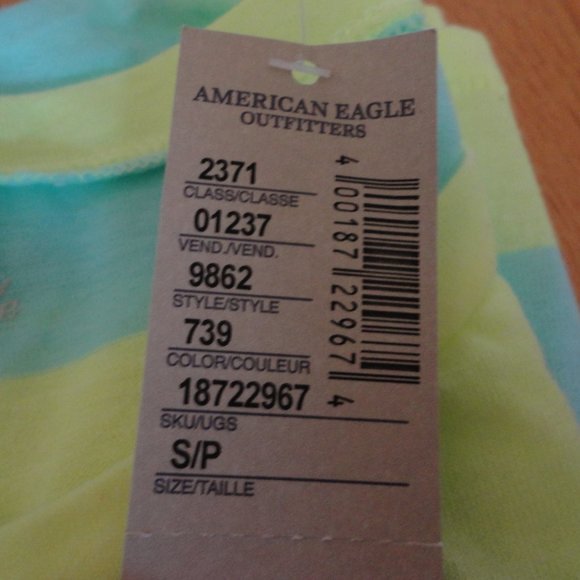 AMERICAN EAGLE
OUTFITTERS
2371
CLASS/CLASSE
01237
VEND./VEND.
9862
STYLE/STYLE
739
COLOR/COULEUR
18722967
SKU/UGS
S/P
SIZE/TAILLE
4 00187 22967 4